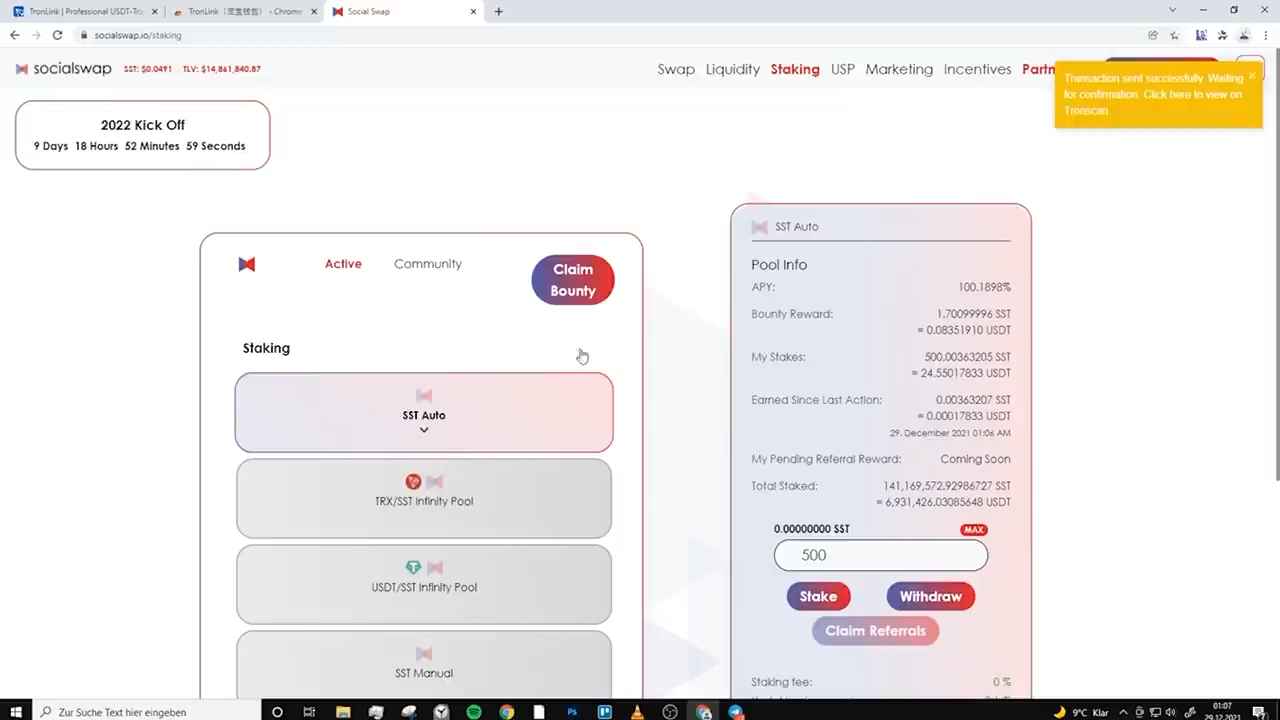 TronLink | Professional USDT-Tro
TronLink（波宝钱包）- Chrome
Social Swap
socialswap.io/staking
socialswap
SST: $0.0491 TLV: $14,861,840.87
Swap Liquidity Staking USP Marketing Incentives Partn
Transaction sent successfully. Waiting
for confirmation. Click here to view on
Tronscan.
2022 Kick Off
9 Days 18 Hours 52 Minutes 59 Seconds
Active Community
Claim
Bounty
Staking
SST Auto
TRX/SST Infinity Pool
USDT/SST Infinity Pool
SST Manual
SST Auto
Pool Info
APY: 100.1898%
Bounty Reward: 1.70099996 SST
= 0.08351910 USDT
My Stakes: 500.00363205 SST
= 24.55017833 USDT
Earned Since Last Action: 0.00363207 SST
= 0.00017833 USDT
29. December 2021 01:06 AM
My Pending Referral Reward: Coming Soon
Total Staked: 141,169,572.92986727 SST
= 6,931,426.03085648 USDT
0.00000000 SST MAX
500
Stake Withdraw
Claim Referrals
Staking fee: 0 %
Zur Suche Text hier eingeben
9°C Klar
01:07
29.12.2021